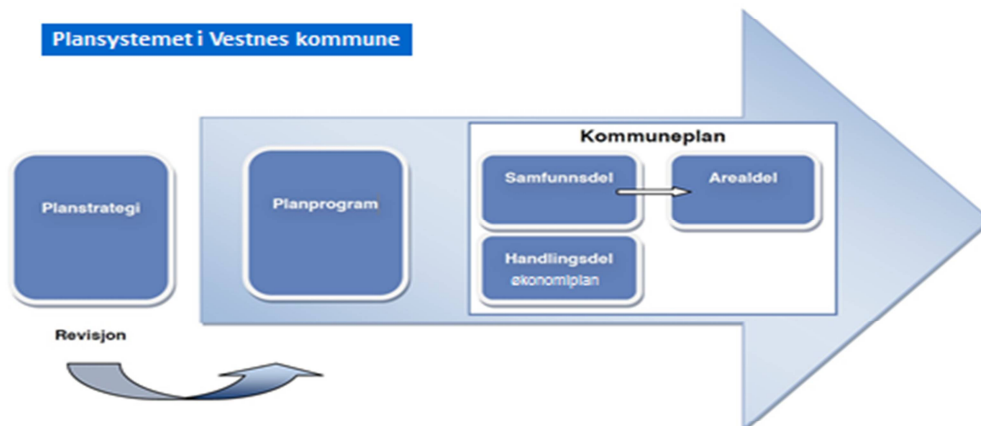 Plansystemet i Vestnes kommune
Kommuneplan
Planstrategi
Planprogram
Samfunnsdel
Arealdel
Handlingsdel
økonomiplan
Revisjon